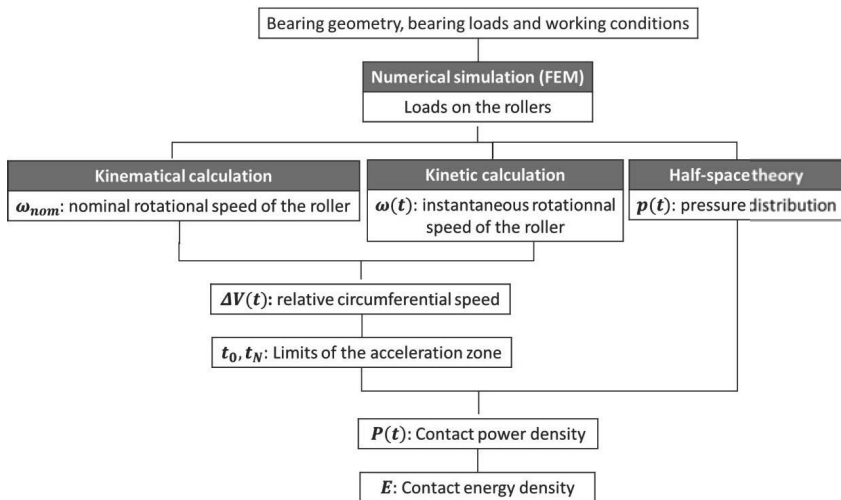 Bearing geometry, bearing loads and working conditions
Numerical simulation (FEM)
Loads on the rollers
Kinematical calculation
ω_nom: nominal rotational speed of the roller
Kinetic calculation
ω(t): instantaneous rotationnal
speed of the roller
Half-space theory
p(t): pressure distribution
ΔV(t): relative circumferential speed
t_0, t_N: Limits of the acceleration zone
P(t): Contact power density
E: Contact energy density